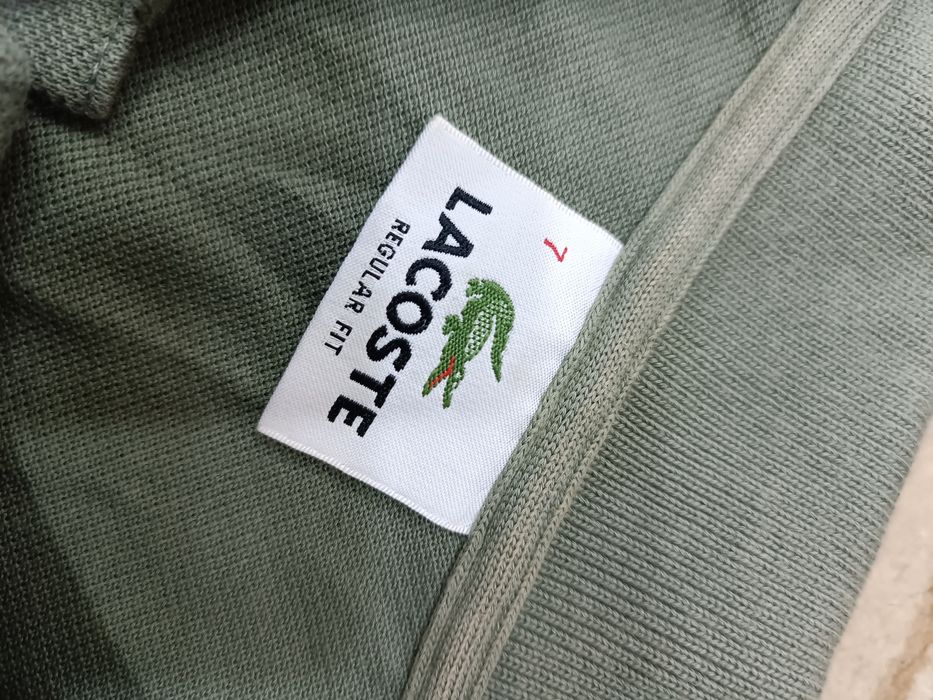 7
LACOSTE
REGULAR FIT